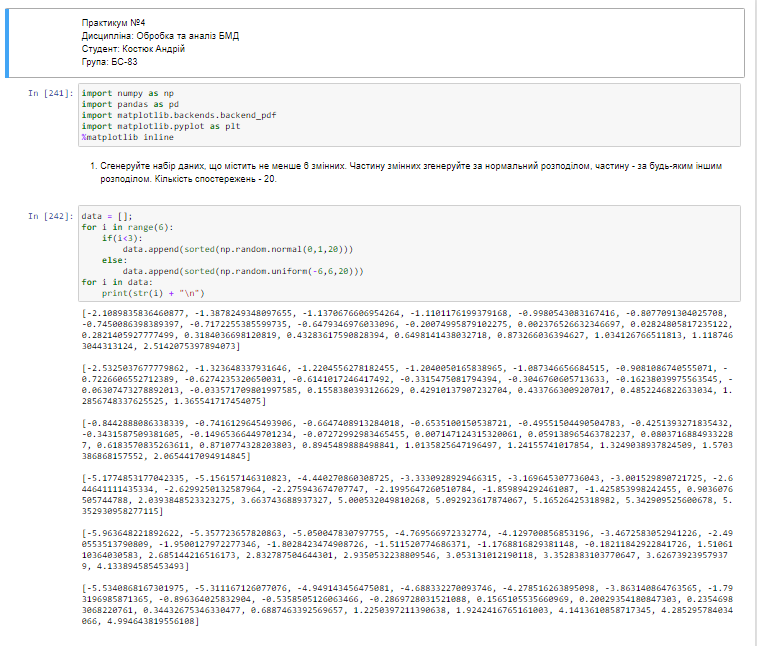 Практикум №4
Дисципліна: Обробка та аналіз БМД
Студент: Костюк Андрій
Група: БС-83
In [241]: import numpy as np
import pandas as pd
import matplotlib.backends.backend_pdf
import matplotlib.pyplot as plt
%matplotlib inline
1. Сгенеруйте набір даних, що містить не менше 6 змінних. Частину змінних згенеруйте за нормальний розподілом, частину - за будь-яким іншим
розподілом. Кількість спостережень - 20.
In [242]: data = [];
for i in range(6):
if(i<3):
data.append(sorted(np.random.normal(0,1,20)))
else:
data.append(sorted(np.random.uniform(-6,6,20)))
for i in data:
print(str(i) + "\n")
[-2.1089835836460877, -1.3878249348097655, -1.1370676606954264, -1.1101176199379168, -0.9980543083167416, -0.8077091304025708,
-0.7450086398389397, -0.7172255385599735, -0.6479346976033096, -0.20074995879102275, 0.002376526632346697, 0.02824805817235122,
0.2821405927777499, 0.3184036698120819, 0.43283617590828394, 0.6498141438032718, 0.873266036394627, 1.034126766511813, 1.118746
3044313124, 2.5142075397894073]
[-2.5325037677779862, -1.323648337931646, -1.2204556278182455, -1.2040050165838965, -1.087346656684515, -0.9081086740555071, -
0.7226606552712389, -0.6274235320650031, -0.6141017246417492, -0.3315475081794394, -0.3046760605713633, -0.16238039975563545, -
0.06307473278892013, -0.033571709801997585, 0.1558380393126629, 0.42910137907232704, 0.4337663009207017, 0.4852246822633034, 1.
2856748337625525, 1.365541717454075]
[-0.8442888086338339, -0.7416129645493906, -0.6647408913284018, -0.6535100150538721, -0.4955150490504783, -0.4251393271835432,
-0.3431587509381605, -0.14965366449701234, -0.07272992983465455, 0.007147124315320061, 0.059138965463782237, 0.0803716884933228
7, 0.6183570835263611, 0.8710774328203803, 0.8945489888498841, 1.0135825647196497, 1.24155741017854, 1.3249038937824509, 1.5703
386868157552, 2.0654417094914845]
[-5.1774853177042335, -5.156157146310823, -4.440270860308725, -3.3330928929466315, -3.169645307736043, -3.001529890721725, -2.6
44641111435334, -2.6299250132587964, -2.275943674707747, -2.1995647260510784, -1.859894292461087, -1.425853998242455, 0.9036076
505744788, 2.0393848523323275, 3.663743688937327, 5.000532049810268, 5.092923617874067, 5.16526425318982, 5.342909525600678, 5.
352930958277115]
[-5.963648221892622, -5.357723657820863, -5.050047830797755, -4.769566972332774, -4.129700856853196, -3.4672583052941226, -2.49
0553513790809, -1.9500127972277346, -1.8028423474908726, -1.511520774686371, -1.1768816829381148, -0.18211842922841726, 1.51061
10364030583, 2.685144216516173, 2.832787504644301, 2.9350532238809546, 3.053131012190118, 3.3528383103770647, 3.62673923957937
9, 4.133894585453493]
[-5.5340868167301975, -5.311167126077076, -4.949143456475081, -4.688332270093746, -4.278516263895098, -3.863140864763565, -1.793
3196985871365, -0.896364025832904, -0.5358505126063466, -0.2869728031521088, 0.1565105535660969, 0.20029354180847303, 0.2354698
3068220761, 0.34432675346330477, 0.6887463392569657, 1.2250397211390638, 1.9242416765161003, 4.1413610858717345, 4.285295784034
066, 4.994643819556108]